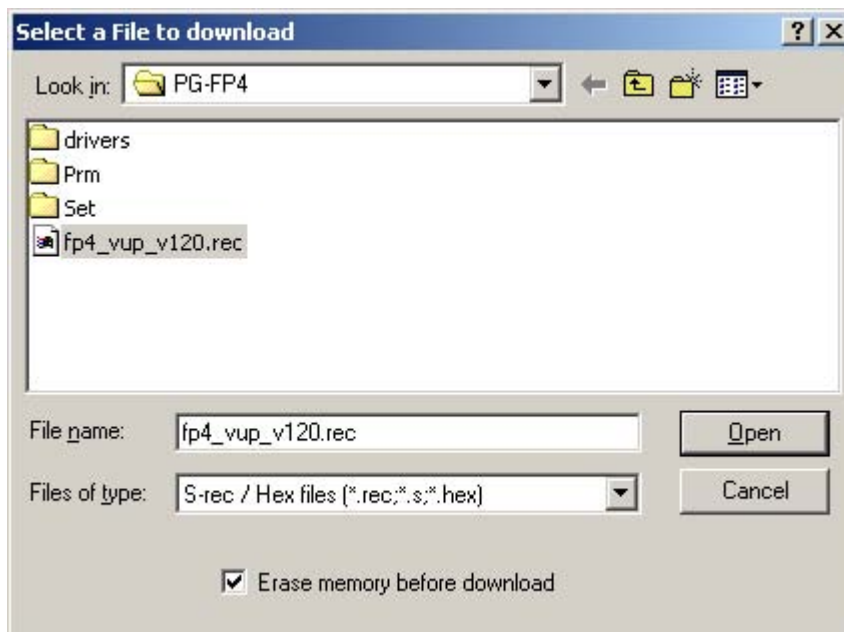 Select a File to download
Look in: PG-FP4
drivers
Prm
Set
fp4_vup_v120.rec
File name: fp4_vup_v120.rec Open
Files of type: S-rec / Hex files (*.rec;*.s;*.hex) Cancel
Erase memory before download